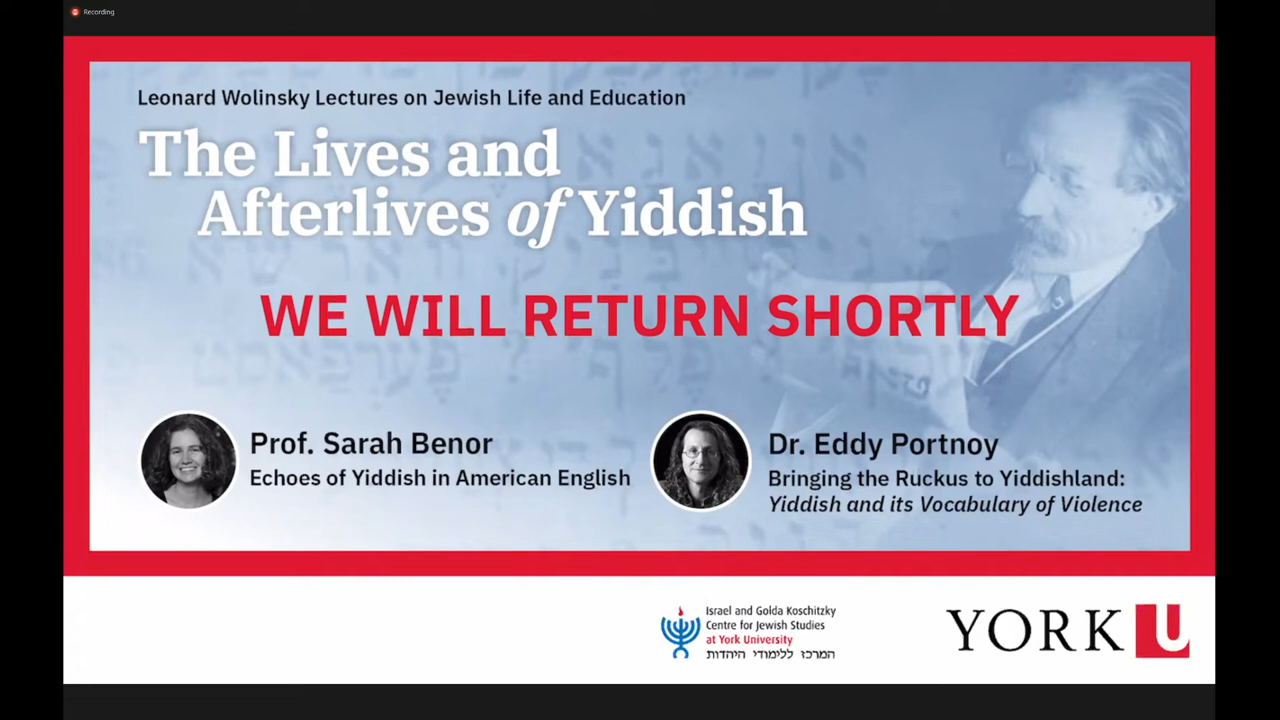 Recording
Leonard Wolinsky Lectures on Jewish Life and Education
The Lives and
Afterlives of Yiddish
WE WILL RETURN SHORTLY
Prof. Sarah Benor
Echoes of Yiddish in American English
Dr. Eddy Portnoy
Bringing the Ruckus to Yiddishland:
Yiddish and its Vocabulary of Violence
Israel and Golda Koschitzky
Centre for Jewish Studies
at York University
המרכז ללימודי היהדות
YORK U